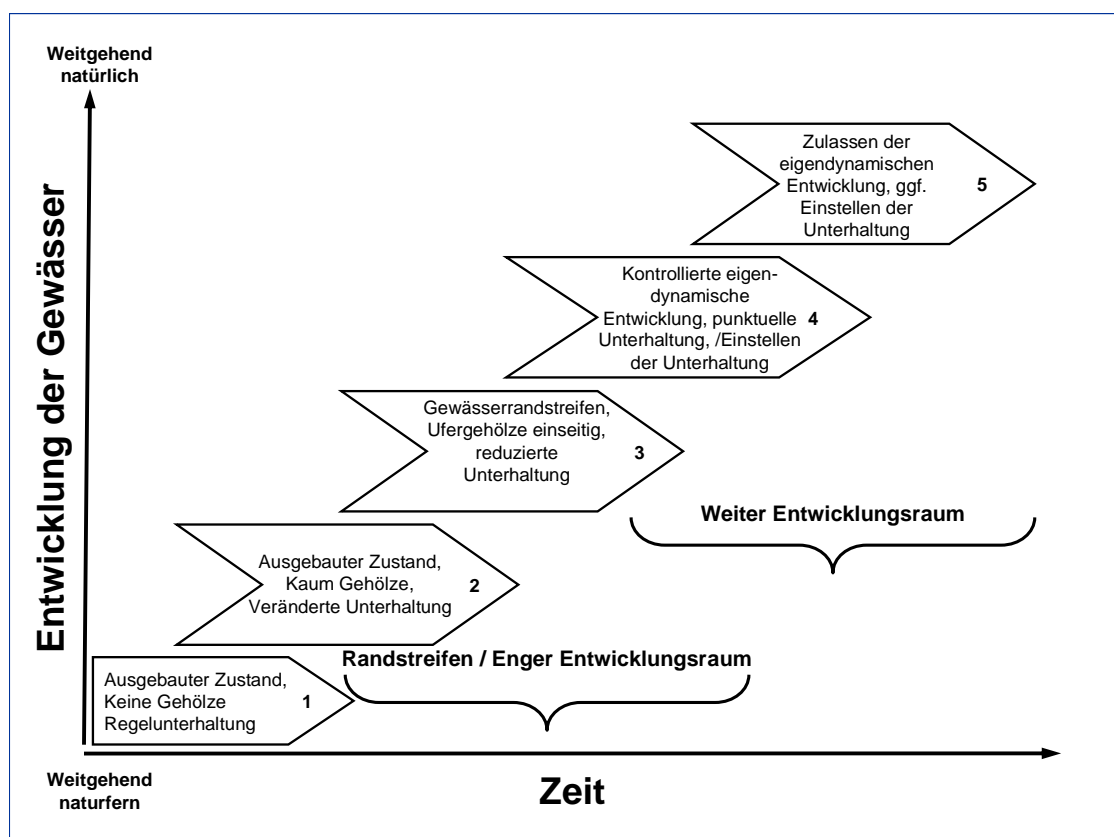 Weitgehend
natürlich
Entwicklung der Gewässer
Zulassen der
eigendynamischen
Entwicklung, ggf.
Einstellen der
Unterhaltung
5
Kontrollierte eigen-
dynamische
Entwicklung, punktuelle
Unterhaltung, /Einstellen
der Unterhaltung
4
Gewässerrandstreifen,
Ufergehölze einseitig,
reduzierte
Unterhaltung
3
Weiter Entwicklungsraum
Ausgebauter Zustand,
Kaum Gehölze,
Veränderte Unterhaltung
2
Randstreifen / Enger Entwicklungsraum
Ausgebauter Zustand,
Keine Gehölze
Regelunterhaltung
1
Weitgehend
naturfern
Zeit